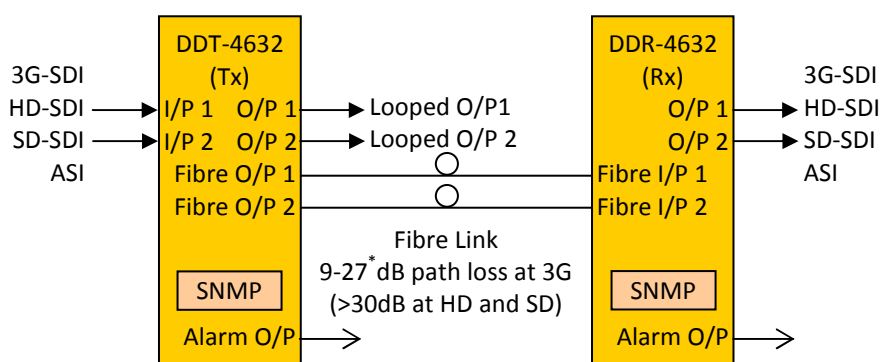 DDT-4632
(Tx)
DDR-4632
(Rx)
3G-SDI
HD-SDI
SD-SDI
ASI
I/P 1 O/P 1
I/P 2 O/P 2
Fibre O/P 1
Fibre O/P 2
Looped O/P1
Looped O/P 2
O/P 1
O/P 2
Fibre I/P 1
Fibre I/P 2
3G-SDI
HD-SDI
SD-SDI
ASI
Fibre Link
9-27*dB path loss at 3G
(>30dB at HD and SD)
SNMP
Alarm O/P
SNMP
Alarm O/P